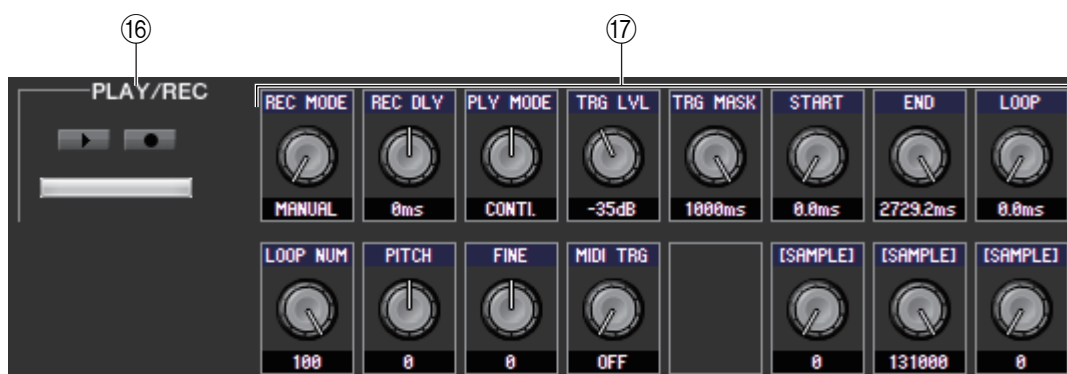 ⑯ ⑰
PLAY/REC
REC MODE REC DLY PLY MODE TRG LVL TRG MASK START END LOOP
MANUAL 0ms CONTI. -35dB 1000ms 0.0ms 2729.2ms 0.0ms
LOOP NUM PITCH FINE MIDI TRG [SAMPLE] [SAMPLE] [SAMPLE]
100 0 0 OFF 0 131000 0